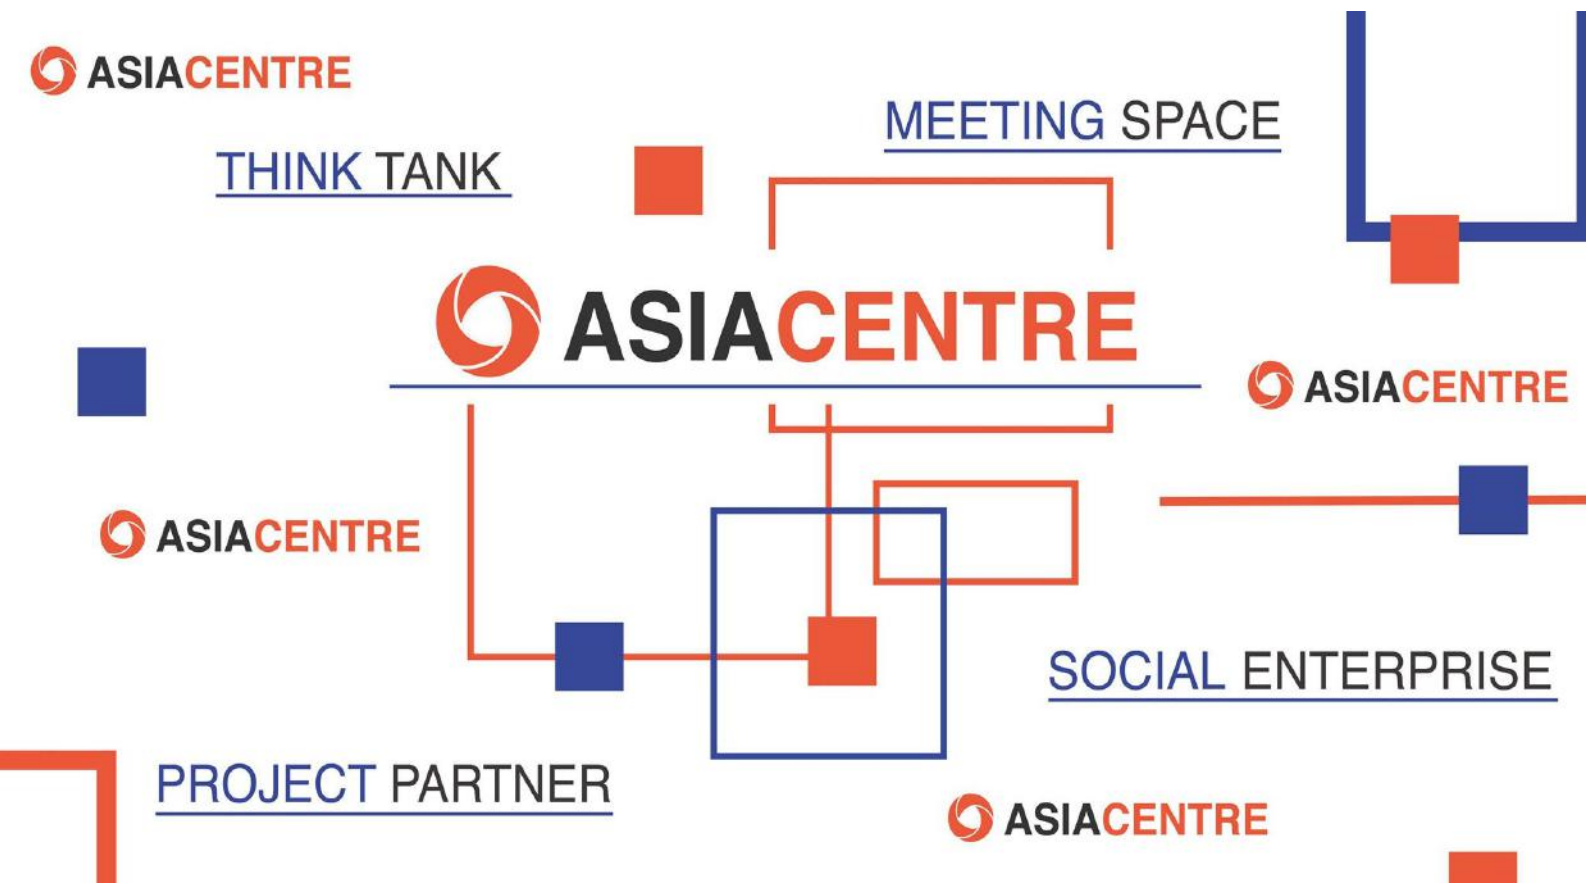 ASIACENTRE
MEETING SPACE
THINK TANK
ASIACENTRE
ASIACENTRE
ASIACENTRE
SOCIAL ENTERPRISE
PROJECT PARTNER
ASIACENTRE